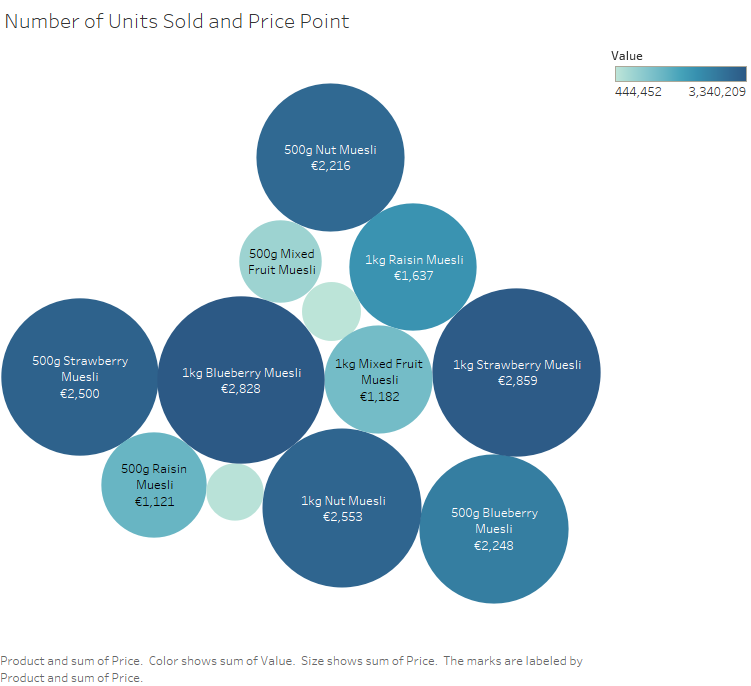 Number of Units Sold and Price Point
Value
444,452
3,340,209
500g Nut Muesli
€2,216
500g Mixed
Fruit Muesli
1kg Raisin Muesli
€1,637
500g Strawberry
Muesli
€2,500
1kg Blueberry Muesli
€2,828
1kg Mixed Fruit
Muesli
€1,182
1kg Strawberry Muesli
€2,859
500g Raisin
Muesli
€1,121
1kg Nut Muesli
€2,553
500g Blueberry
Muesli
€2,248
Product and sum of Price.  Color shows sum of Value.  Size shows sum of Price.  The marks are labeled by
Product and sum of Price.